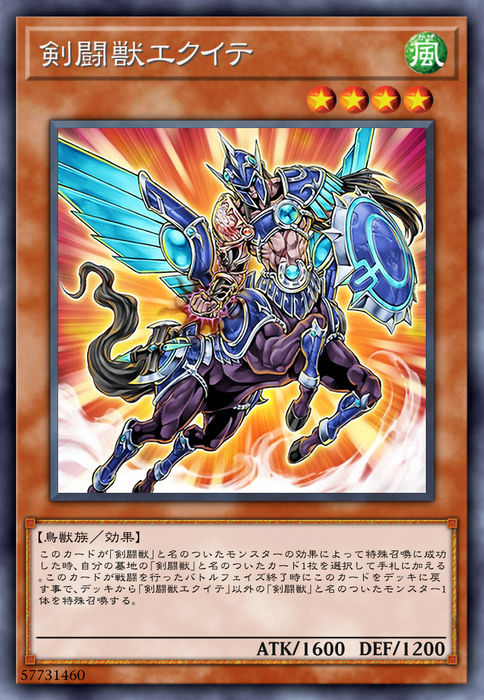 剣闘獣エクイテ
かぜ
風
【鳥獣族／効果】
このカードが「剣闘獣」と名のついたモンスターの効果によって特殊召喚に成功
した時、自分の墓地の「剣闘獣」と名のついたカード1枚を選択して手札に加える
。このカードが戦闘を行ったバトルフェイズ終了時にこのカードをデッキに戻
す事で、デッキから「剣闘獣エクイテ」以外の「剣闘獣」と名のついたモンスター1
体を特殊召喚する。
ATK/1600 DEF/1200
57731460